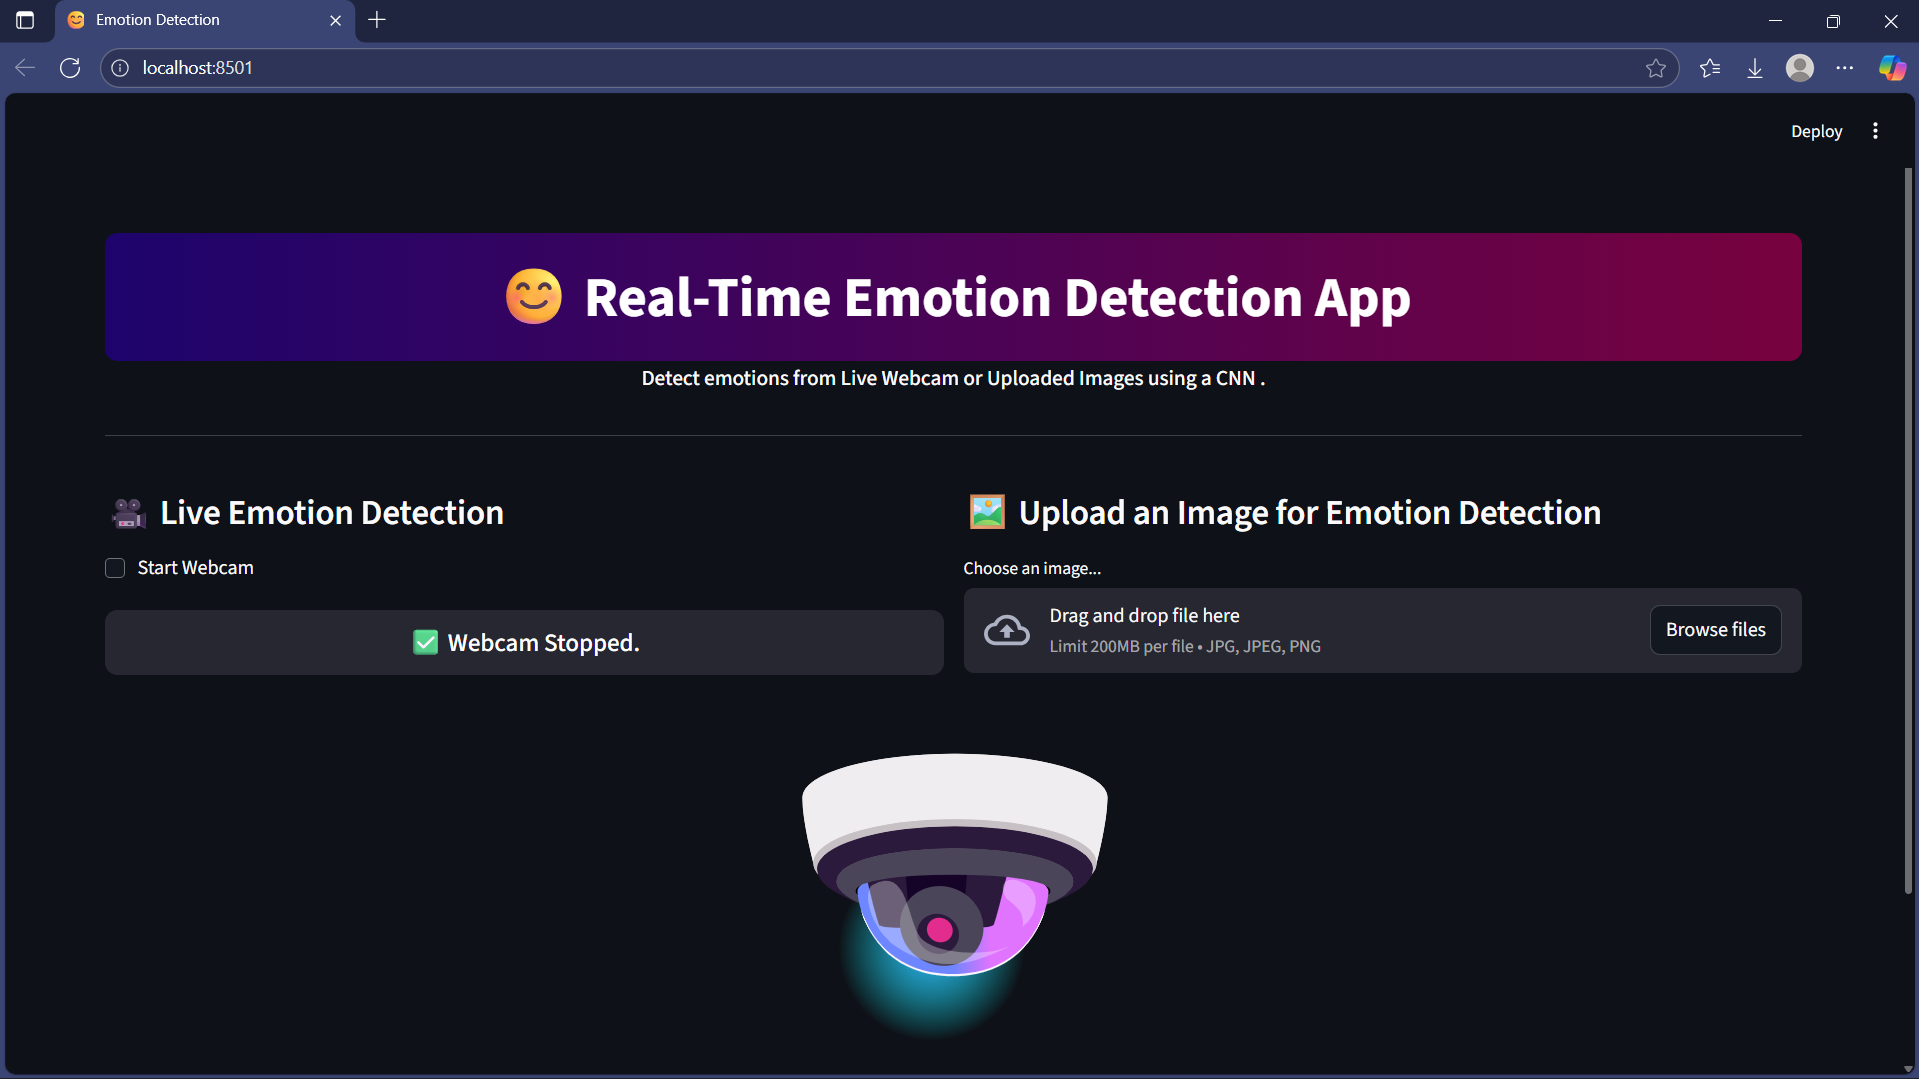 Emotion Detection
localhost:8501
Deploy
😊 Real-Time Emotion Detection App
Detect emotions from Live Webcam or Uploaded Images using a CNN .
🎥 Live Emotion Detection
Start Webcam
✅ Webcam Stopped.
🖼️ Upload an Image for Emotion Detection
Choose an image...
Drag and drop file here
Limit 200MB per file • JPG, JPEG, PNG
Browse files